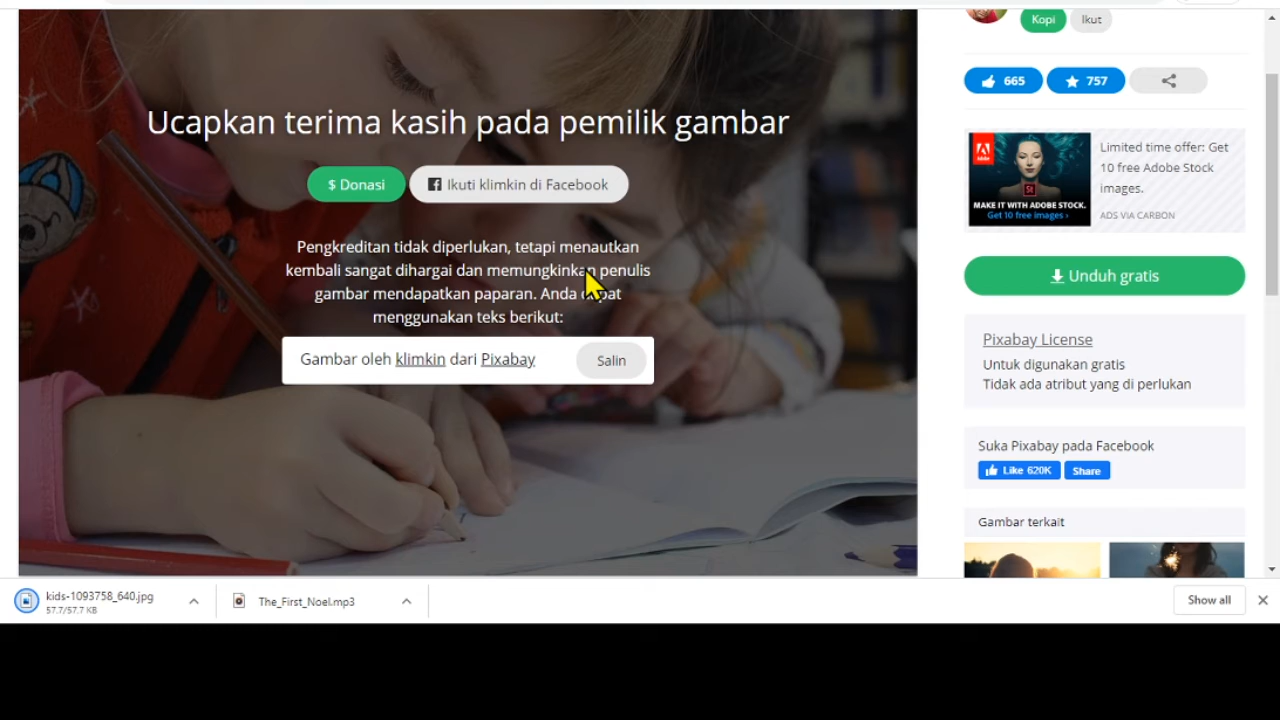 Ucapkan terima kasih pada pemilik gambar
$ Donasi
Ikuti klimkin di Facebook
Pengkreditan tidak diperlukan, tetapi menautkan
kembali sangat dihargai dan memungkinkan penulis
gambar mendapatkan paparan. Anda dapat
menggunakan teks berikut:
Gambar oleh klimkin dari Pixabay
Salin
Kopi
Ikut
665
757
Adobe
St
MAKE IT WITH ADOBE STOCK.
Get 10 free images ›
Limited time offer: Get
10 free Adobe Stock
images.
ADS VIA CARBON
Unduh gratis
Pixabay License
Untuk digunakan gratis
Tidak ada atribut yang di perlukan
Suka Pixabay pada Facebook
Like 620K
Share
Gambar terkait
kids-1093758_640.jpg
57.7/57.7 KB
The_First_Noel.mp3
Show all